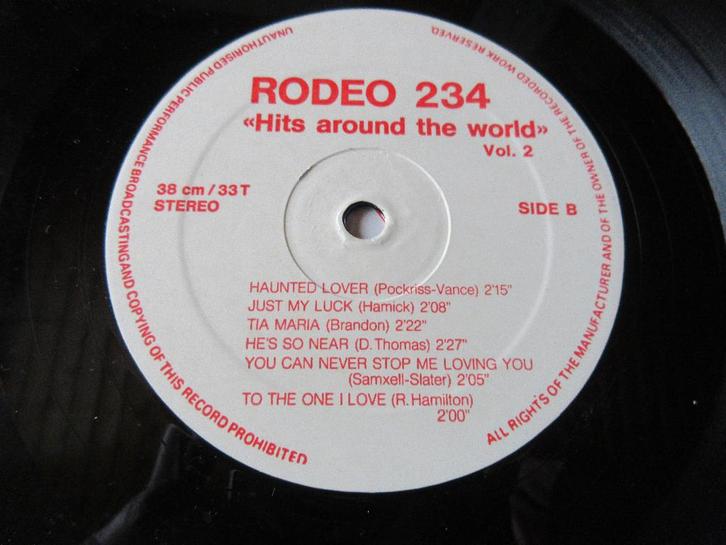 RODEO 234
«Hits around the world»
Vol. 2
38 cm/33T
STEREO
SIDE B
HAUNTED LOVER (Pockriss-Vance) 2'15"
JUST MY LUCK (Hamick) 2'08"
TIA MARIA (Brandon) 2'22"
HE'S SO NEAR (D. Thomas) 2'27"
YOU CAN NEVER STOP ME LOVING YOU
(Samxell-Slater) 2'05"
TO THE ONE I LOVE (R. Hamilton)
2'00"
ALL RIGHTS OF THE MANUFACTURER AND OF THE OWNER OF THE RECORDED WORK RESERVED.
UNAUTHORISED PUBLIC PERFORMANCE BROADCASTING AND COPYING OF THIS RECORD PROHIBITED